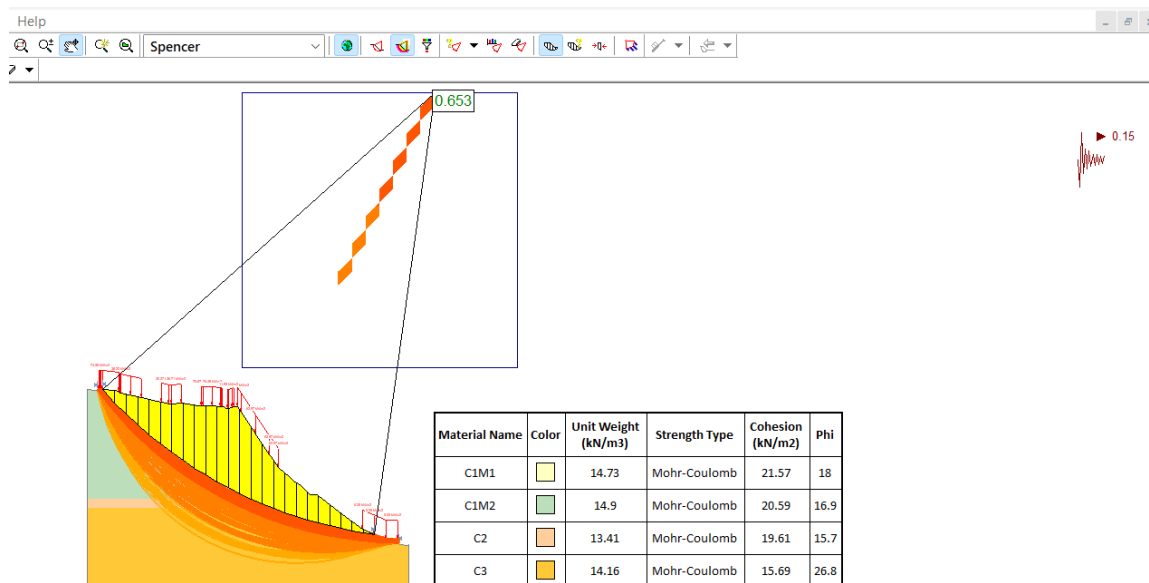 Help
Spencer
0.653
0.15
Material Name Color Unit Weight (kN/m3) Strength Type Cohesion (kN/m2) Phi
C1M1 14.73 Mohr-Coulomb 21.57 18
C1M2 14.9 Mohr-Coulomb 20.59 16.9
C2 13.41 Mohr-Coulomb 19.61 15.7
C3 14.16 Mohr-Coulomb 15.69 26.8